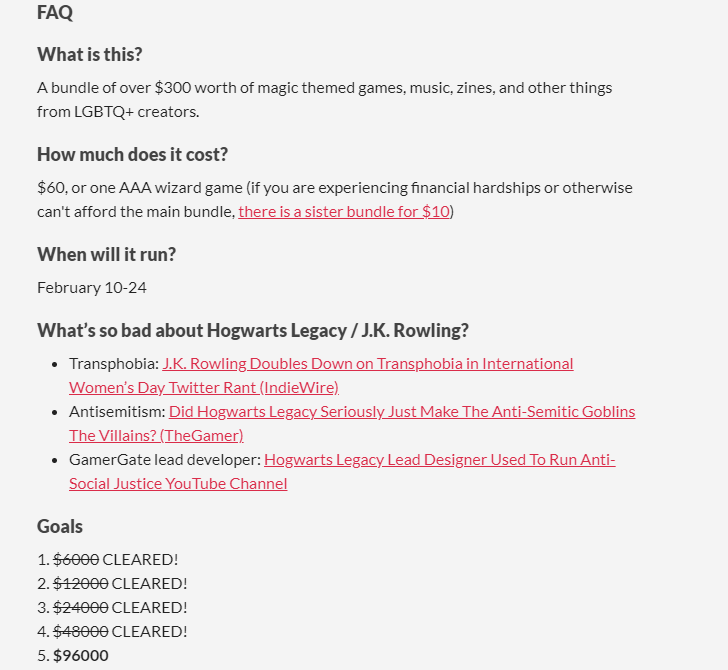 FAQ
What is this?
A bundle of over $300 worth of magic themed games, music, zines, and other things
from LGBTQ+ creators.
How much does it cost?
$60, or one AAA wizard game (if you are experiencing financial hardships or otherwise
can't afford the main bundle, there is a sister bundle for $10)
When will it run?
February 10-24
What's so bad about Hogwarts Legacy / J.K. Rowling?
• Transphobia: J.K. Rowling Doubles Down on Transphobia in International
Women's Day Twitter Rant (IndieWire)
• Antisemitism: Did Hogwarts Legacy Seriously Just Make The Anti-Semitic Goblins
The Villains? (TheGamer)
• GamerGate lead developer: Hogwarts Legacy Lead Designer Used To Run Anti-
Social Justice YouTube Channel
Goals
1. $6000 CLEARED!
2. $12000 CLEARED!
3. $24000 CLEARED!
4. $48000 CLEARED!
5. $96000